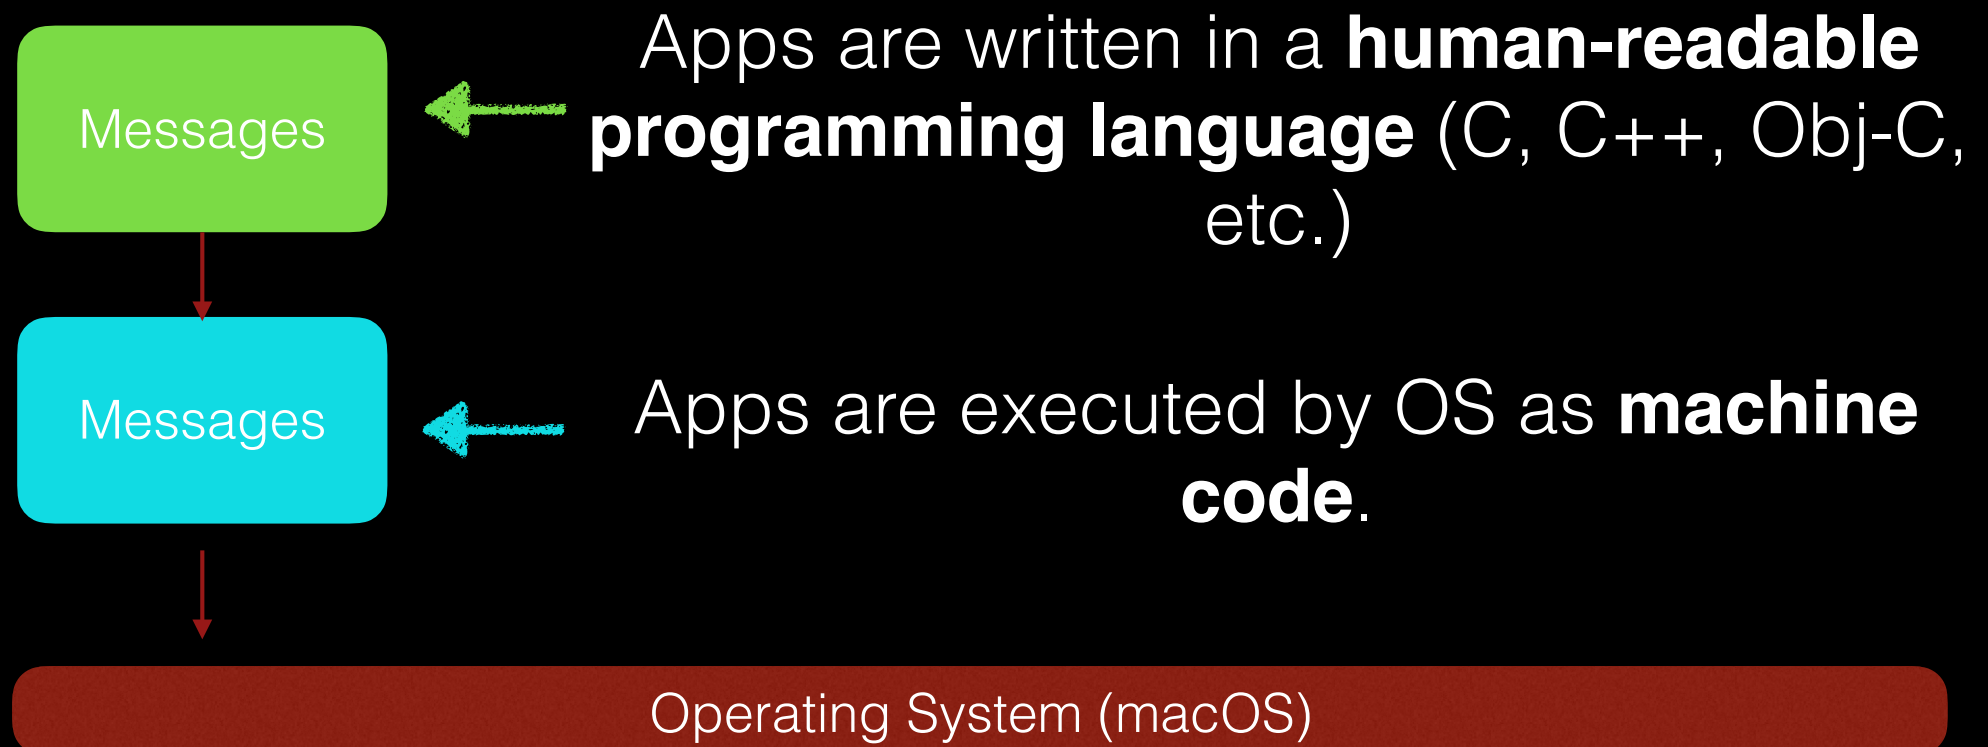 Messages
Apps are written in a human-readable
programming language (C, C++, Obj-C,
etc.)
Messages
Apps are executed by OS as machine
code.
Operating System (macOS)